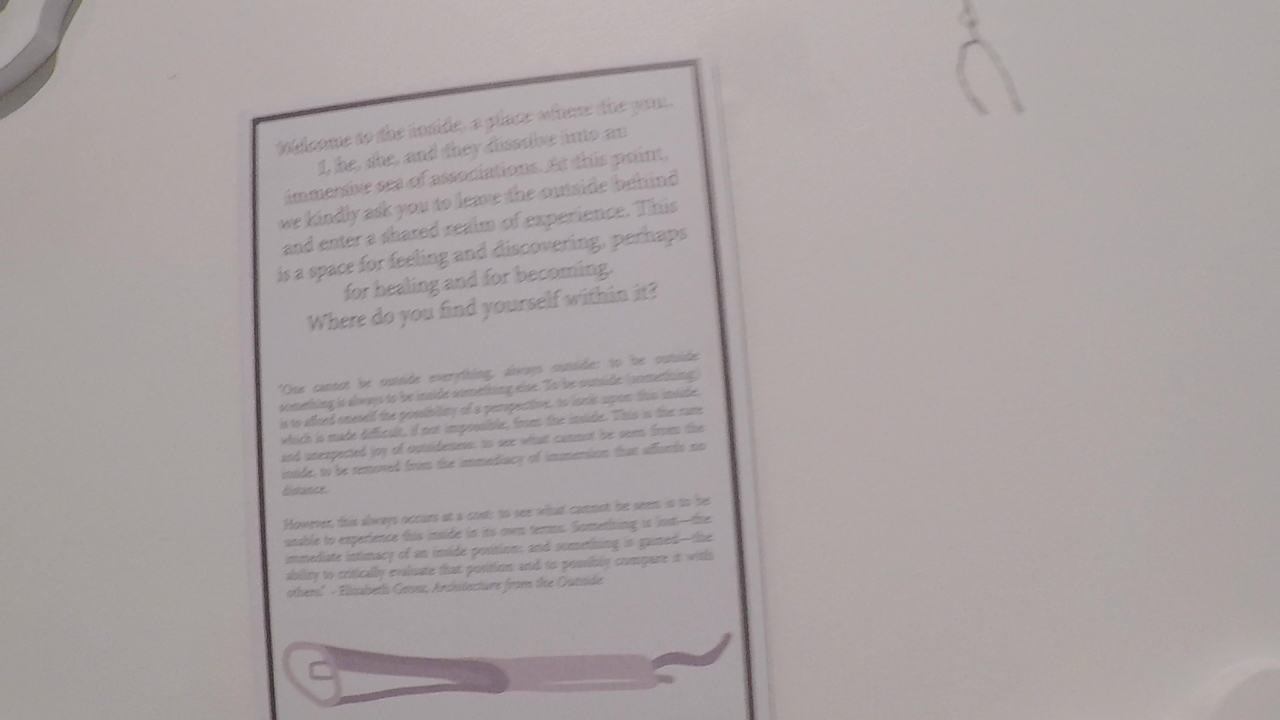 Welcome to the inside, a place where the you,
I, he, she, and they dissolve into an
immersive sea of associations. At this point,
we kindly ask you to leave the outside behind
and enter a shared realm of experience. This
is a space for feeling and discovering, perhaps
for healing and for becoming.
Where do you find yourself within it?
"One cannot be outside everything, always outside: to be outside
something is always to be inside something else. To be outside (something)
is to afford oneself the possibility of a perspective, to look upon this inside,
which is made difficult, if not impossible, from the inside. This is the rare
and unexpected joy of outsideness: to see what cannot be seen from the
inside, to be removed from the immediacy of immersion that affords no
distance.
However, this always occurs at a cost: to see what cannot be seen is to be
unable to experience this inside in its own terms. Something is lost—the
immediate intimacy of an inside position; and something is gained—the
ability to critically evaluate that position and to possibly compare it with
others." - Elizabeth Grosz, Architecture from the Outside